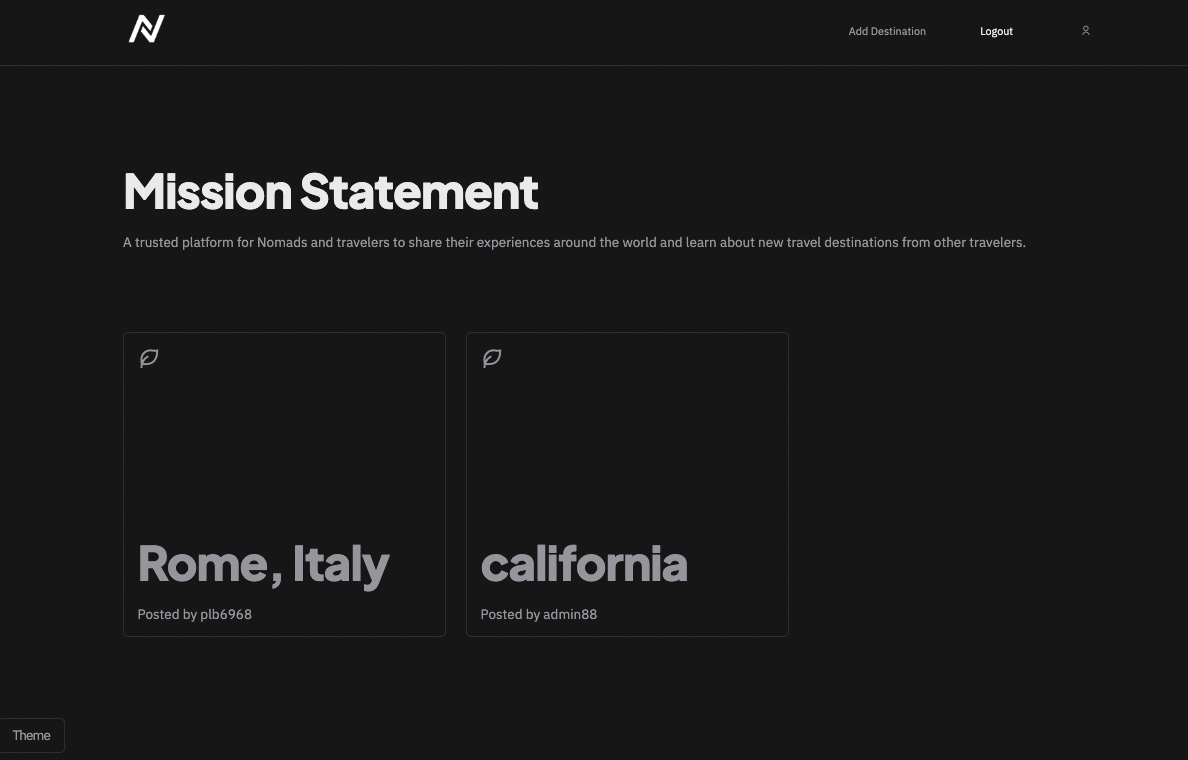 Add Destination
Logout
Mission Statement
A trusted platform for Nomads and travelers to share their experiences around the world and learn about new travel destinations from other travelers.
Rome, Italy
Posted by plb6968
california
Posted by admin88
Theme